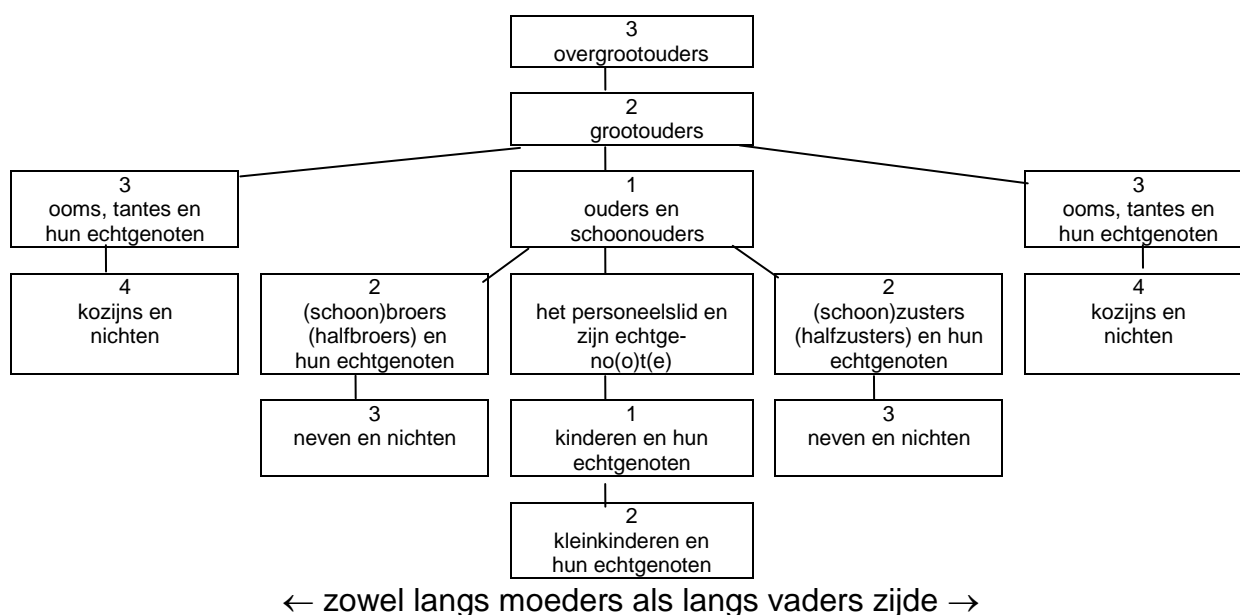 3
overgrootouders
2
grootouders
3
ooms, tantes en
hun echtgenoten
1
ouders en
schoonouders
3
ooms, tantes en
hun echtgenoten
4
kozijns en
nichten
2
(schoon)broers
(halfbroers) en
hun echtgenoten
het personeelslid en
zijn echtge-
no(o)t(e)
2
(schoon)zusters
(halfzusters) en hun
echtgenoten
4
kozijns en
nichten
3
neven en nichten
1
kinderen en hun
echtgenoten
3
neven en nichten
2
kleinkinderen en
hun echtgenoten
← zowel langs moeders als langs vaders zijde →